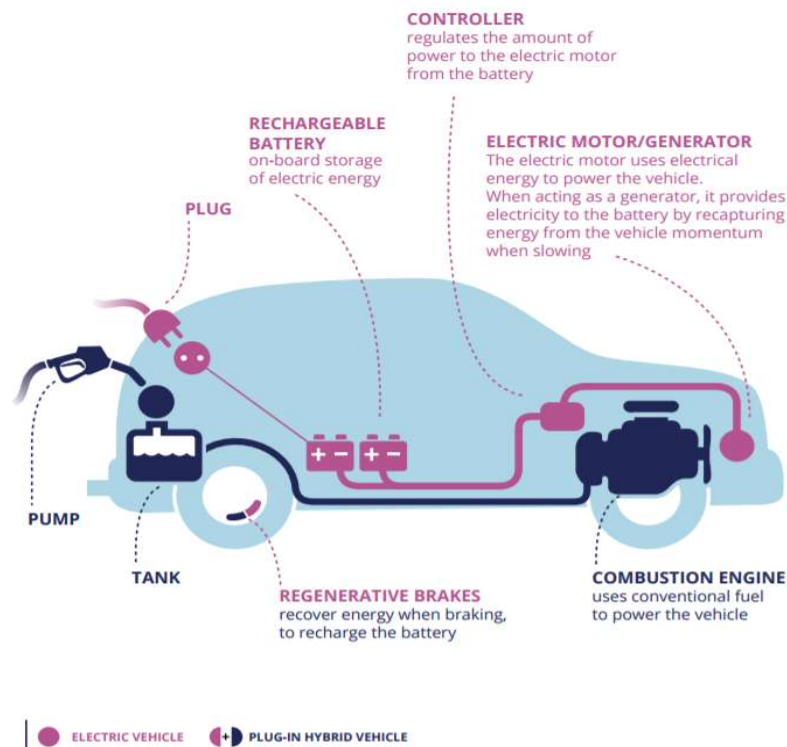 CONTROLLER
regulates the amount of
power to the electric motor
from the battery
RECHARGEABLE
BATTERY
on-board storage
of electric energy
ELECTRIC MOTOR/GENERATOR
The electric motor uses electrical
energy to power the vehicle.
When acting as a generator, it provides
electricity to the battery by recapturing
energy from the vehicle momentum
when slowing
PLUG
+ −
+ −
PUMP
TANK
REGENERATIVE BRAKES
recover energy when braking,
to recharge the battery
COMBUSTION ENGINE
uses conventional fuel
to power the vehicle
ELECTRIC VEHICLE
+ PLUG-IN HYBRID VEHICLE